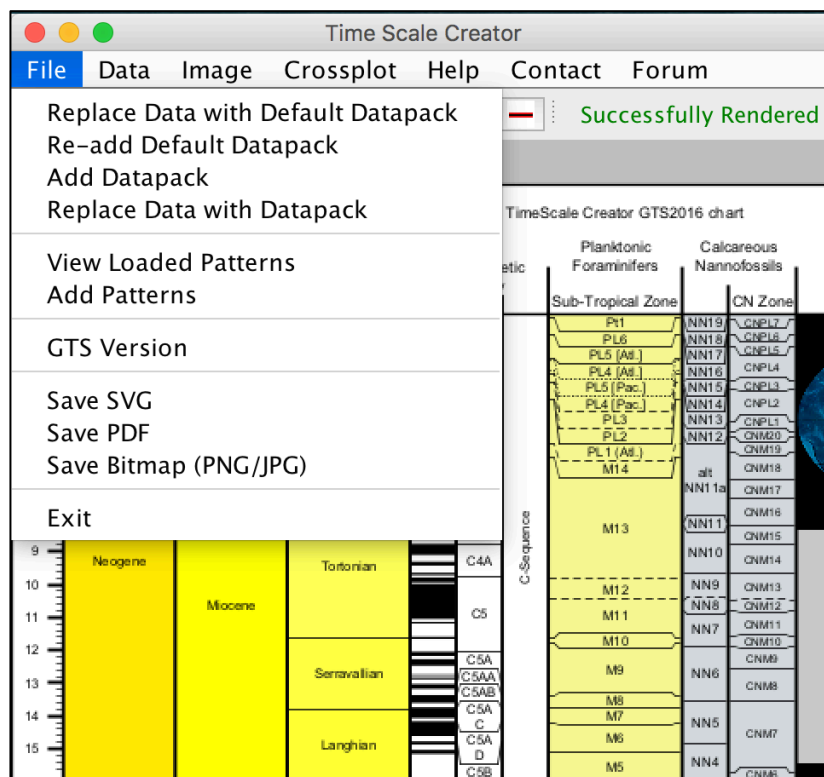 Time Scale Creator
File Data Image Crossplot Help Contact Forum
Successfully Rendered
Replace Data with Default Datapack
Re-add Default Datapack
Add Datapack
Replace Data with Datapack
View Loaded Patterns
Add Patterns
GTS Version
Save SVG
Save PDF
Save Bitmap (PNG/JPG)
Exit
TimeScale Creator GTS2016 chart
etic
Planktonic
Foraminifers
Calcareous
Nannofossils
Sub-Tropical Zone
CN Zone
9
10
11
12
13
14
15
Neogene
Miocene
Tortonian
Serravallian
Langhian
C4A
C5
C5A
C5AA
C5AB
C5A
C
C5A
D
C5B
C-Sequence
Pt1
PL6
PL5 (Atl.)
PL4 (Atl.)
PL5 (Pac.)
PL4 (Pac.)
PL3
PL2
PL1 (Atl.)
M14
M13
M12
M11
M10
M9
M8
M7
M6
M5
NN19
NN18
NN17
NN16
NN15
NN14
NN13
NN12
alt
NN11a
NN11
NN10
NN9
NN8
NN7
NN6
NN5
NN4
CNPL7
CNPL6
CNPL5
CNPL4
CNPL3
CNPL2
CNPL1
CNM20
CNM19
CNM18
CNM17
CNM16
CNM15
CNM14
CNM13
CNM12
CNM11
CNM10
CNM9
CNM8
CNM7
CNM6